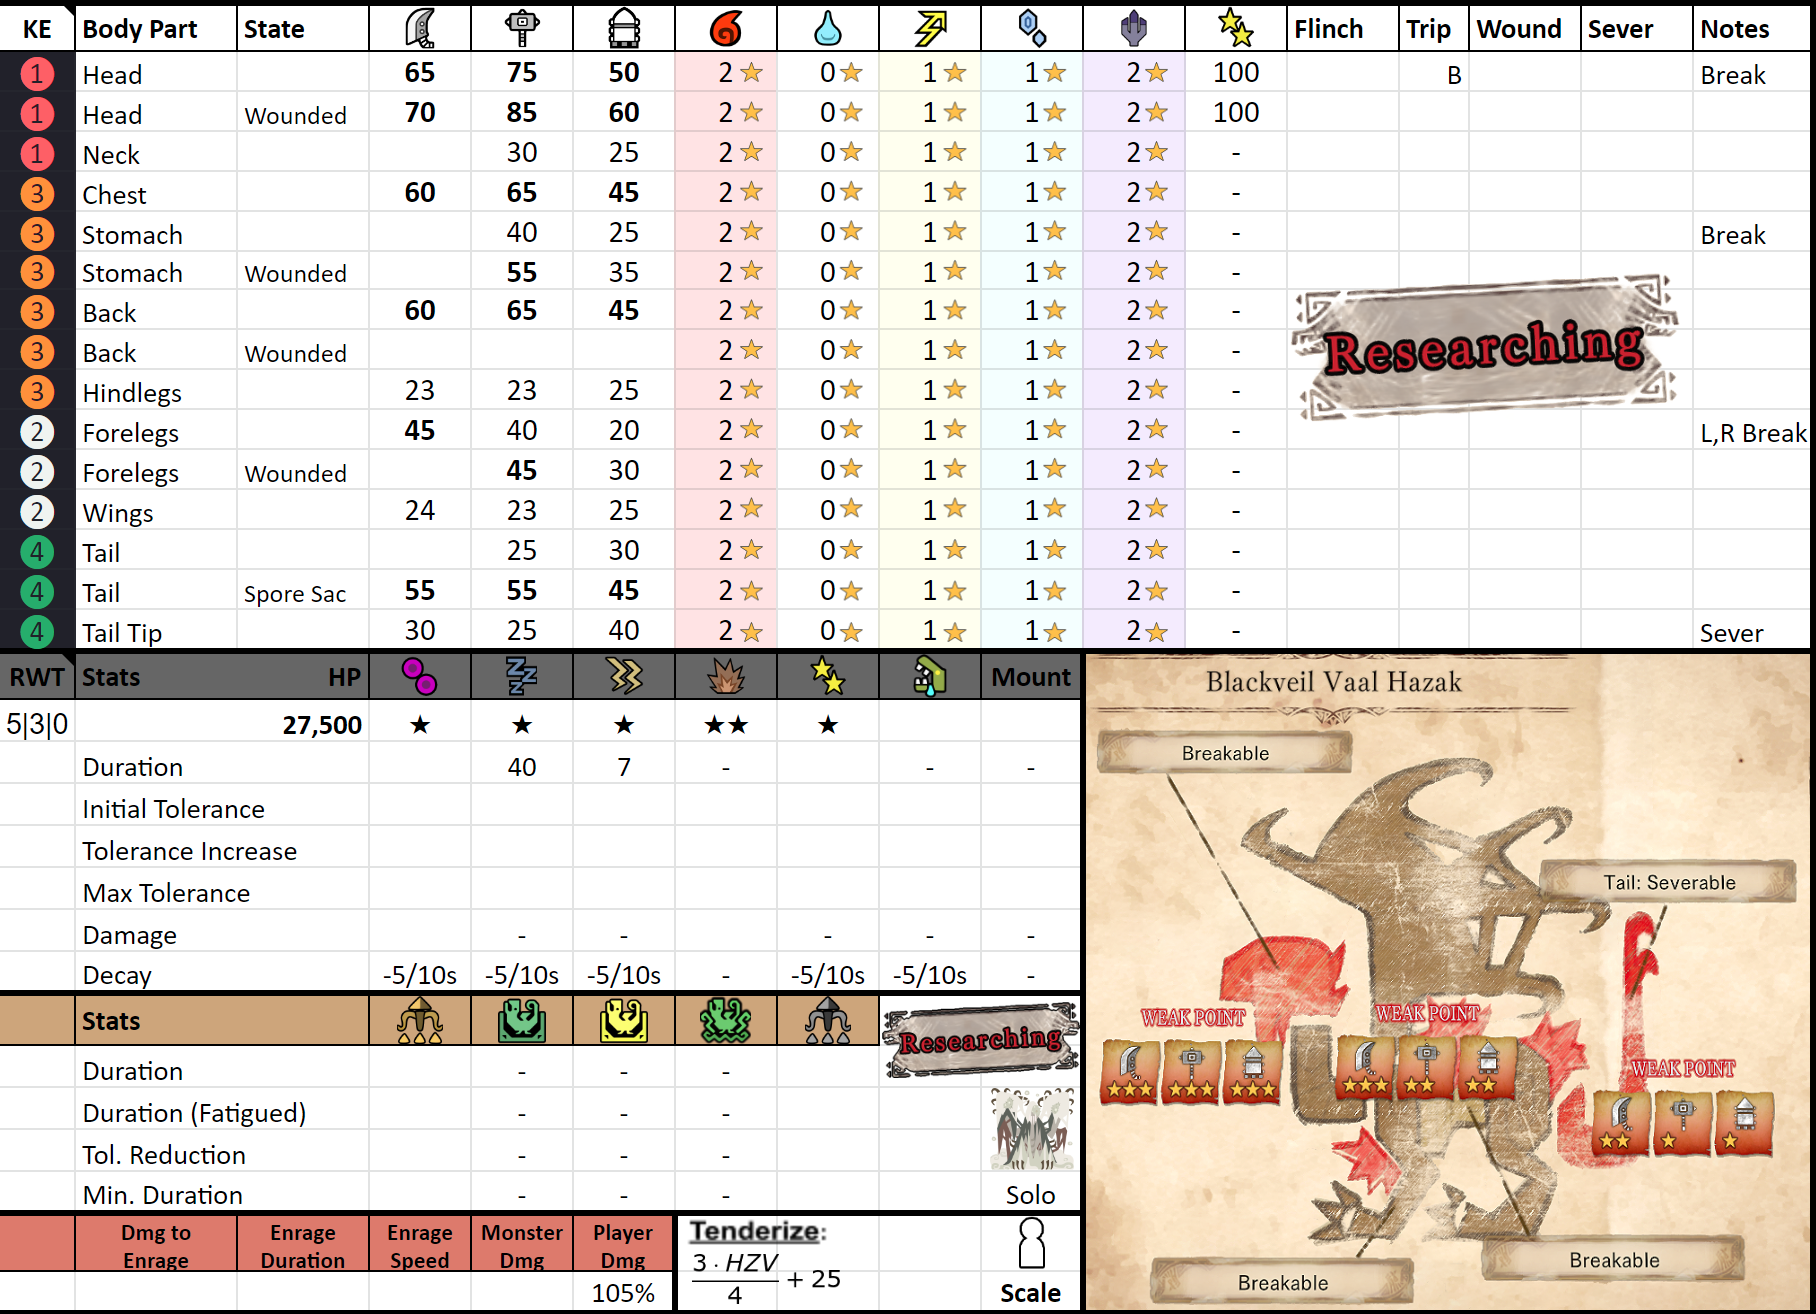 KE Body Part State Flinch Trip Wound Sever Notes
1 Head 65 75 50 2 0 1 1 2 100 B Break
1 Head Wounded 70 85 60 2 0 1 1 2 100
1 Neck 30 25 2 0 1 1 2 -
3 Chest 60 65 45 2 0 1 1 2 -
3 Stomach 40 25 2 0 1 1 2 - Break
3 Stomach Wounded 55 35 2 0 1 1 2 -
3 Back 60 65 45 2 0 1 1 2 -
3 Back Wounded 2 0 1 1 2 -
Researching
3 Hindlegs 23 23 25 2 0 1 1 2 -
2 Forelegs 45 40 20 2 0 1 1 2 - L,R Break
2 Forelegs Wounded 45 30 2 0 1 1 2 -
2 Wings 24 23 25 2 0 1 1 2 -
4 Tail 25 30 2 0 1 1 2 -
4 Tail Spore Sac 55 55 45 2 0 1 1 2 -
4 Tail Tip 30 25 40 2 0 1 1 2 - Sever
RWT Stats HP Mount
5|3|0 27,500 ★ ★ ★ ★★ ★
Duration 40 7 - - -
Initial Tolerance
Tolerance Increase
Max Tolerance
Damage - - - - -
Decay -5/10s -5/10s -5/10s - -5/10s -5/10s -
Stats
Researching
Duration - - -
Duration (Fatigued) - - -
Tol. Reduction - - -
Min. Duration - - - Solo
Dmg to Enrage Enrage Duration Enrage Speed Monster Dmg Player Dmg
105%
Tenderize:
3 · HZV
4 + 25
Scale
Blackveil Vaal Hazak
Breakable
Tail: Severable
WEAK POINT
WEAK POINT
WEAK POINT
Breakable
Breakable